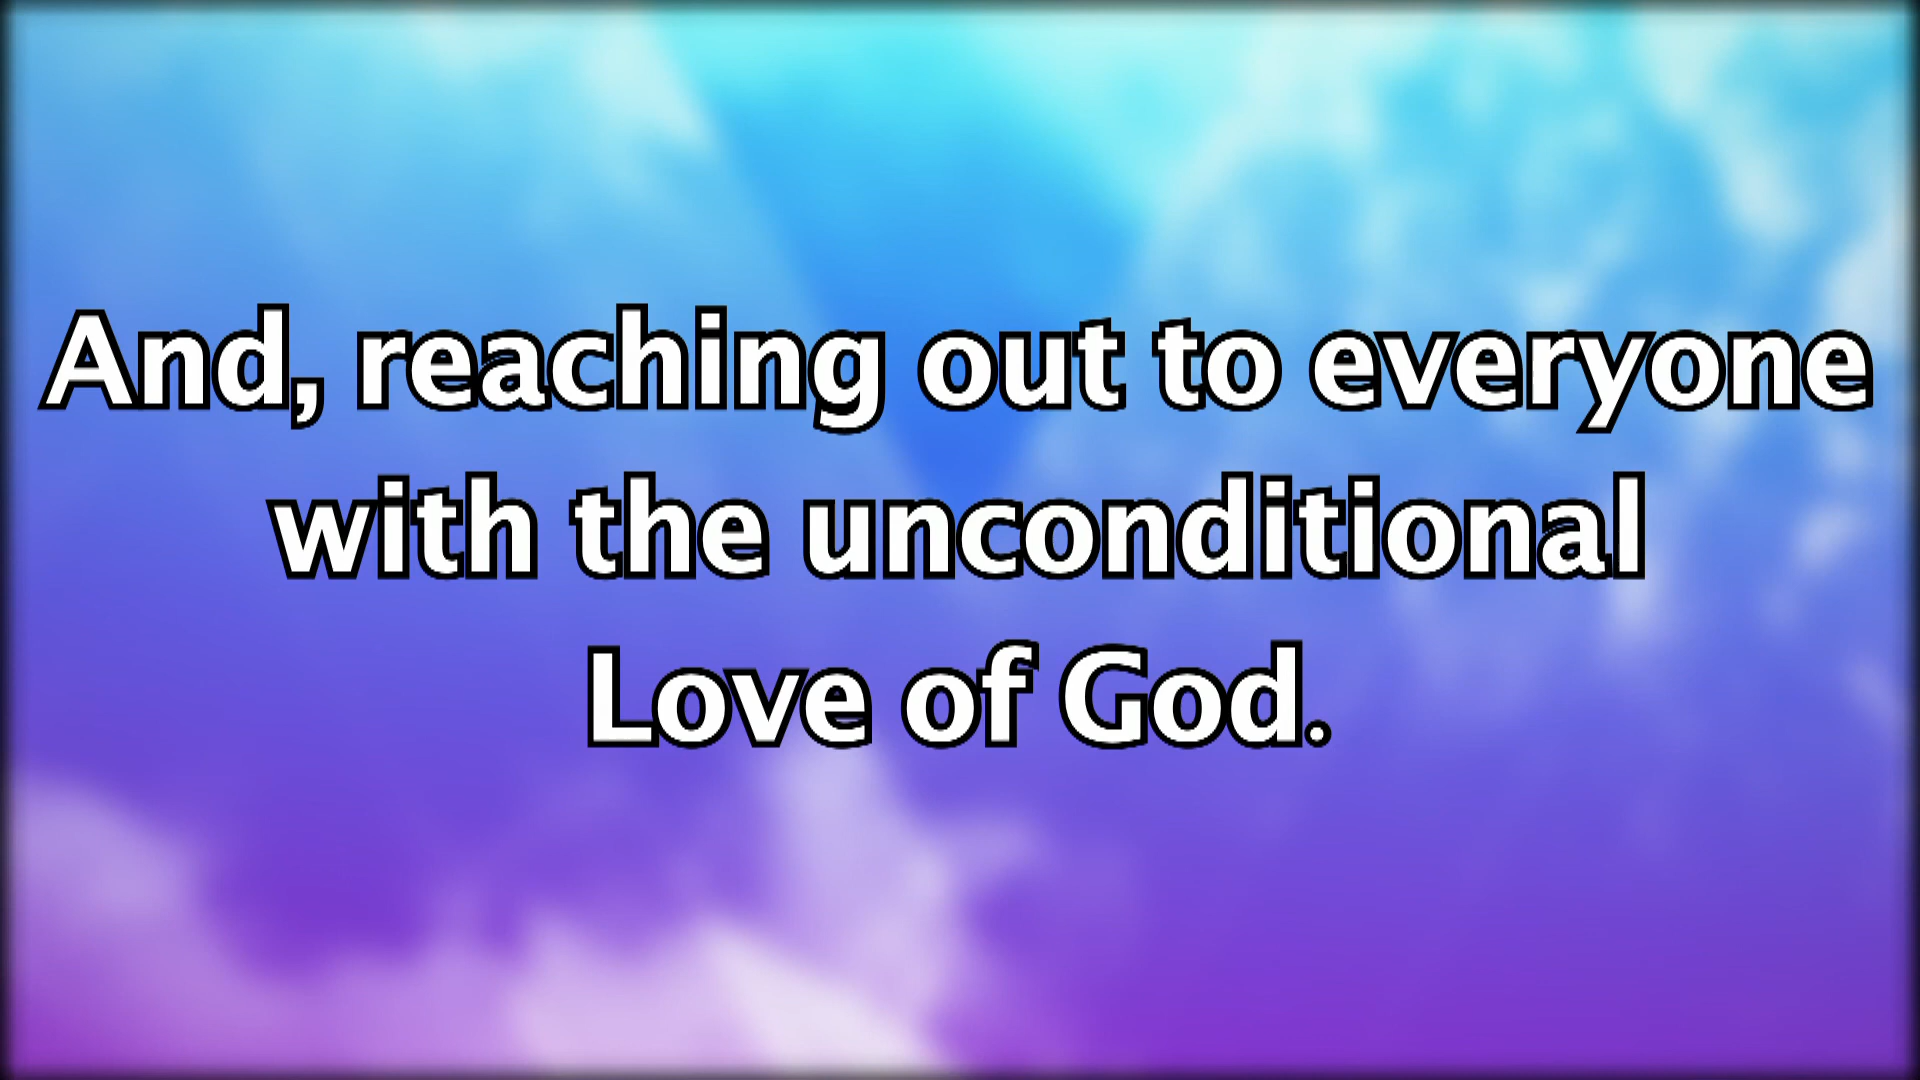 And, reaching out to everyone
with the unconditional
Love of God.